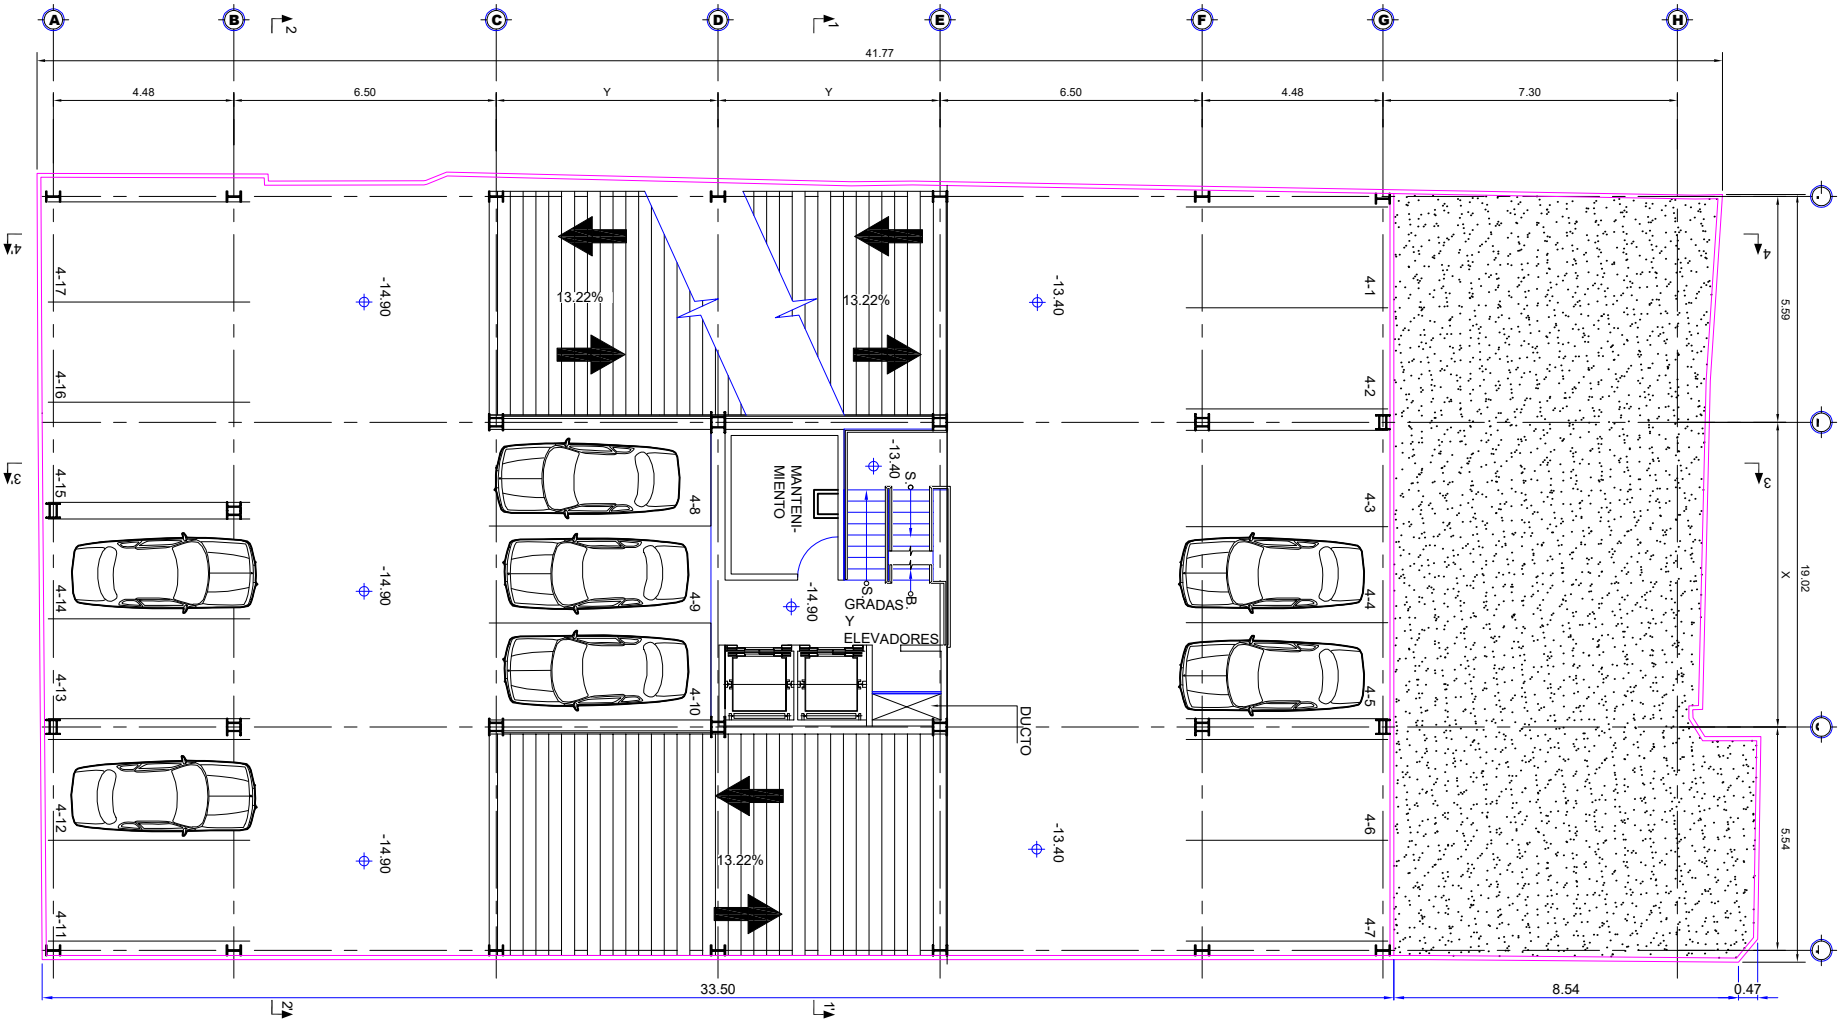 A B C D E F G H
2 1
41.77
4.48 6.50 Y Y 6.50 4.48 7.30
4' 4
3' 3
5.59
X
19.02
5.54
4-17
4-16
4-15
4-14
4-13
4-12
4-11
-14.90
-14.90
-14.90
13.22%
13.22%
13.22%
4-8
4-9
4-10
MANTENI-
MIENTO
-13.40
S.
S.
B.
-14.90
GRADAS
Y
ELEVADORES
DUCTO
-13.40
-13.40
4-1
4-2
4-3
4-4
4-5
4-6
4-7
33.50 8.54 0.47
2' 1'